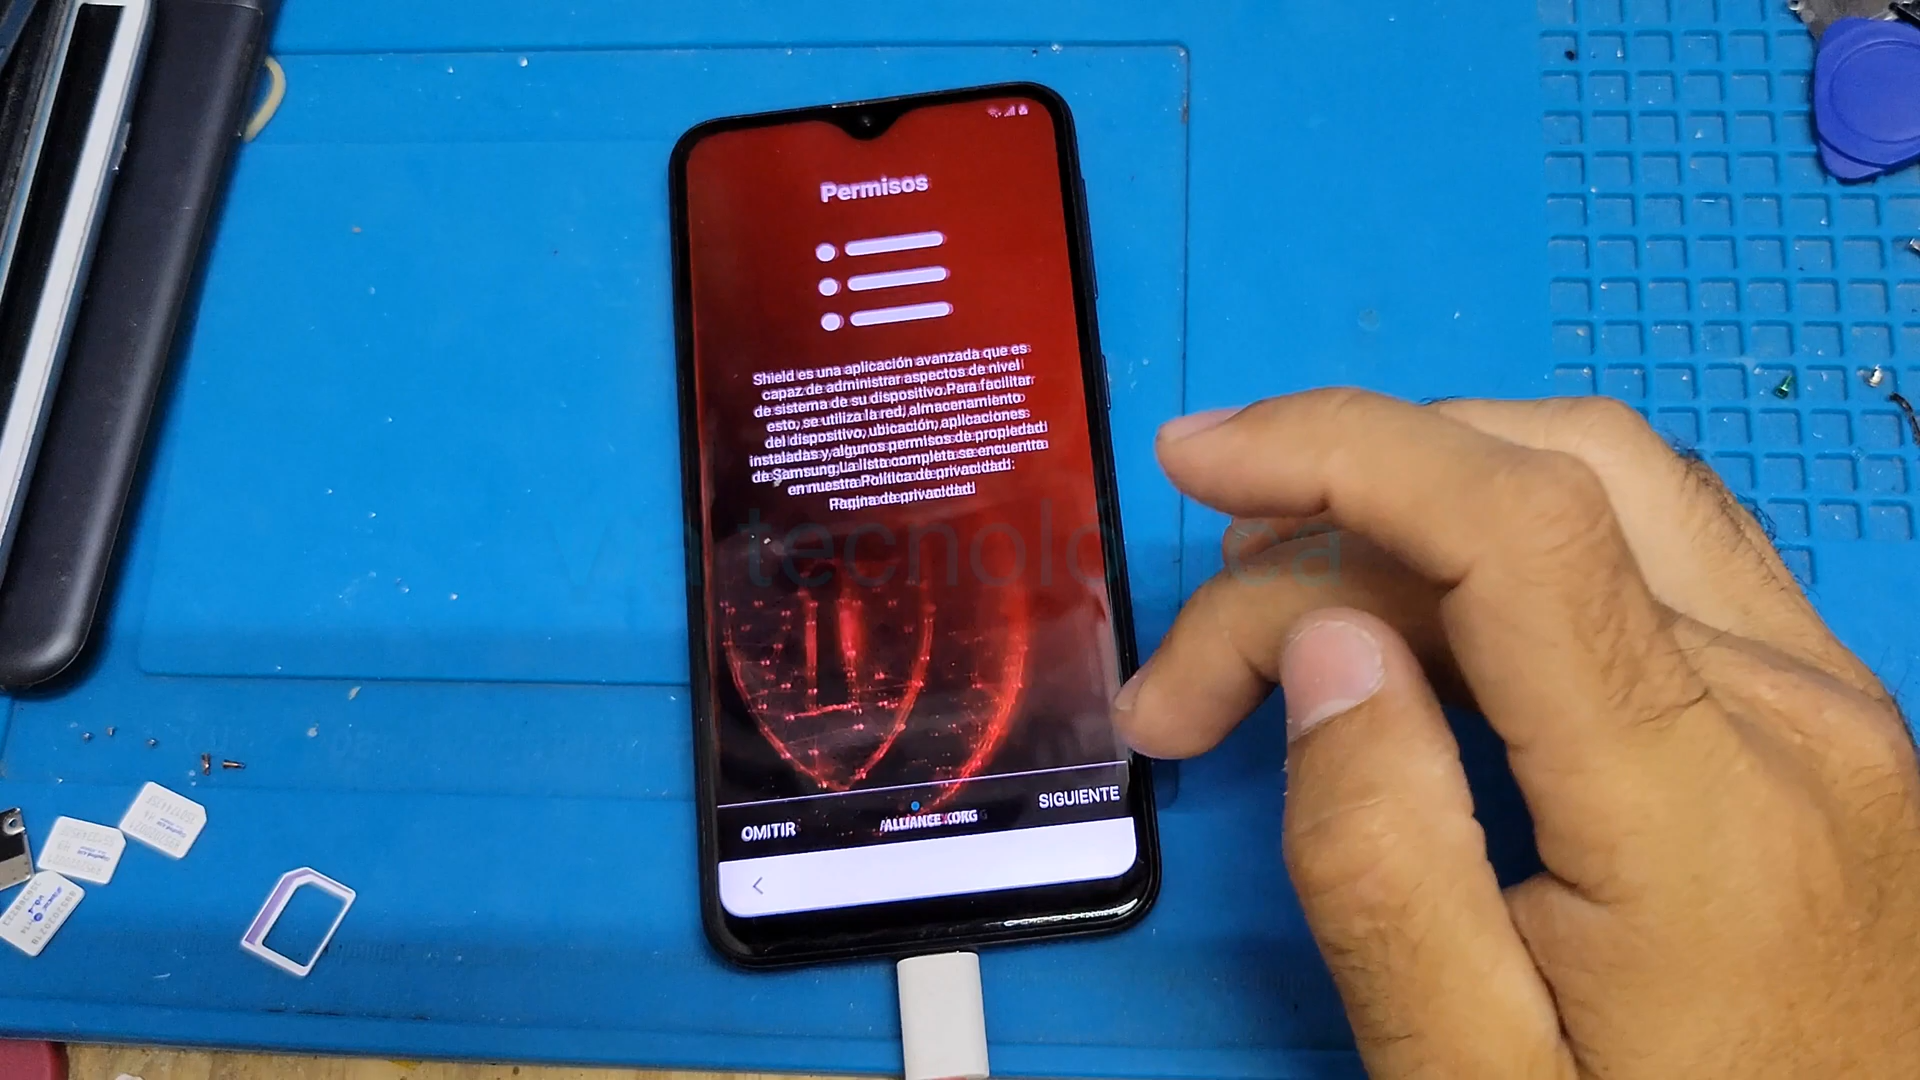 Permisos
Shield es una aplicación avanzada que es
capaz de administrar aspectos de nivel
de sistema de su dispositivo.Para facilitar
esto, se utiliza la red, almacenamiento
del dispositivo, ubicación, aplicaciones
instaladas y algunos permisos de propiedad
de Samsung.La lista completa se encuentra
en nuestra Política de privacidad:
Pagina de privacidad
Via tecnologica
OMITIR
SIGUIENTE